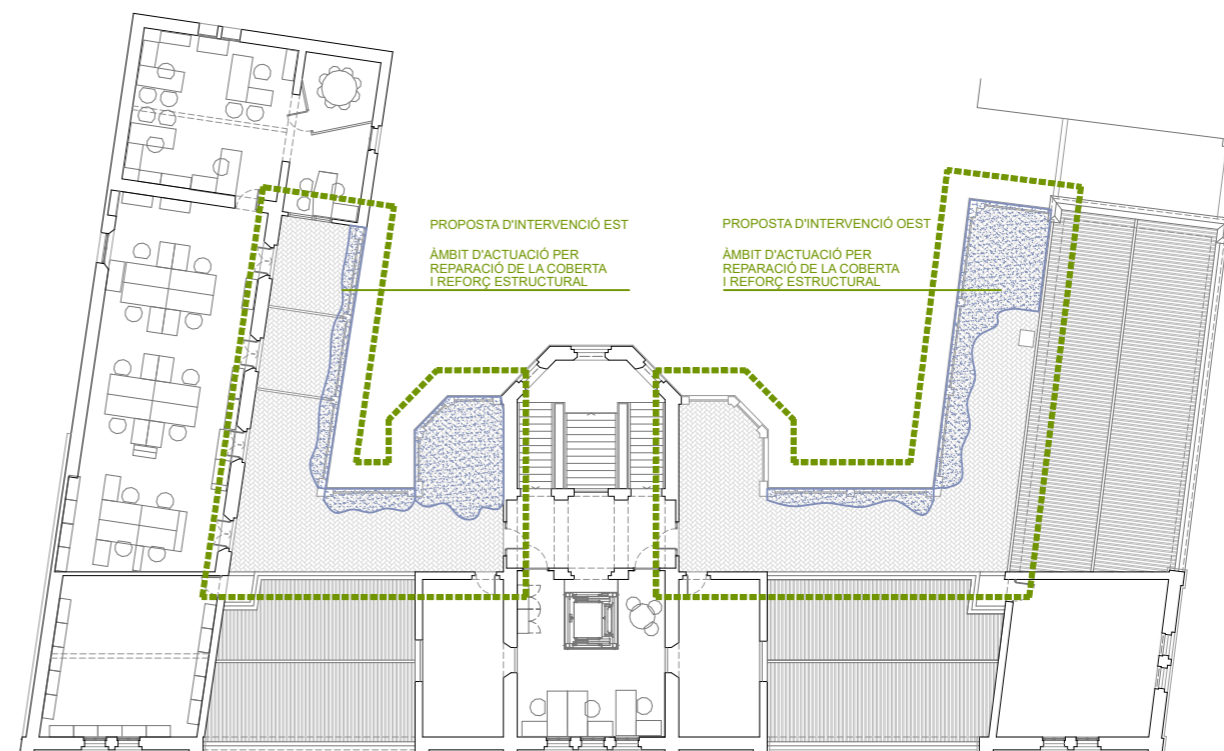 PROPOSTA D'INTERVENCIÓ EST
ÀMBIT D'ACTUACIÓ PER
REPARACIÓ DE LA COBERTA
I REFORÇ ESTRUCTURAL
PROPOSTA D'INTERVENCIÓ OEST
ÀMBIT D'ACTUACIÓ PER
REPARACIÓ DE LA COBERTA
I REFORÇ ESTRUCTURAL